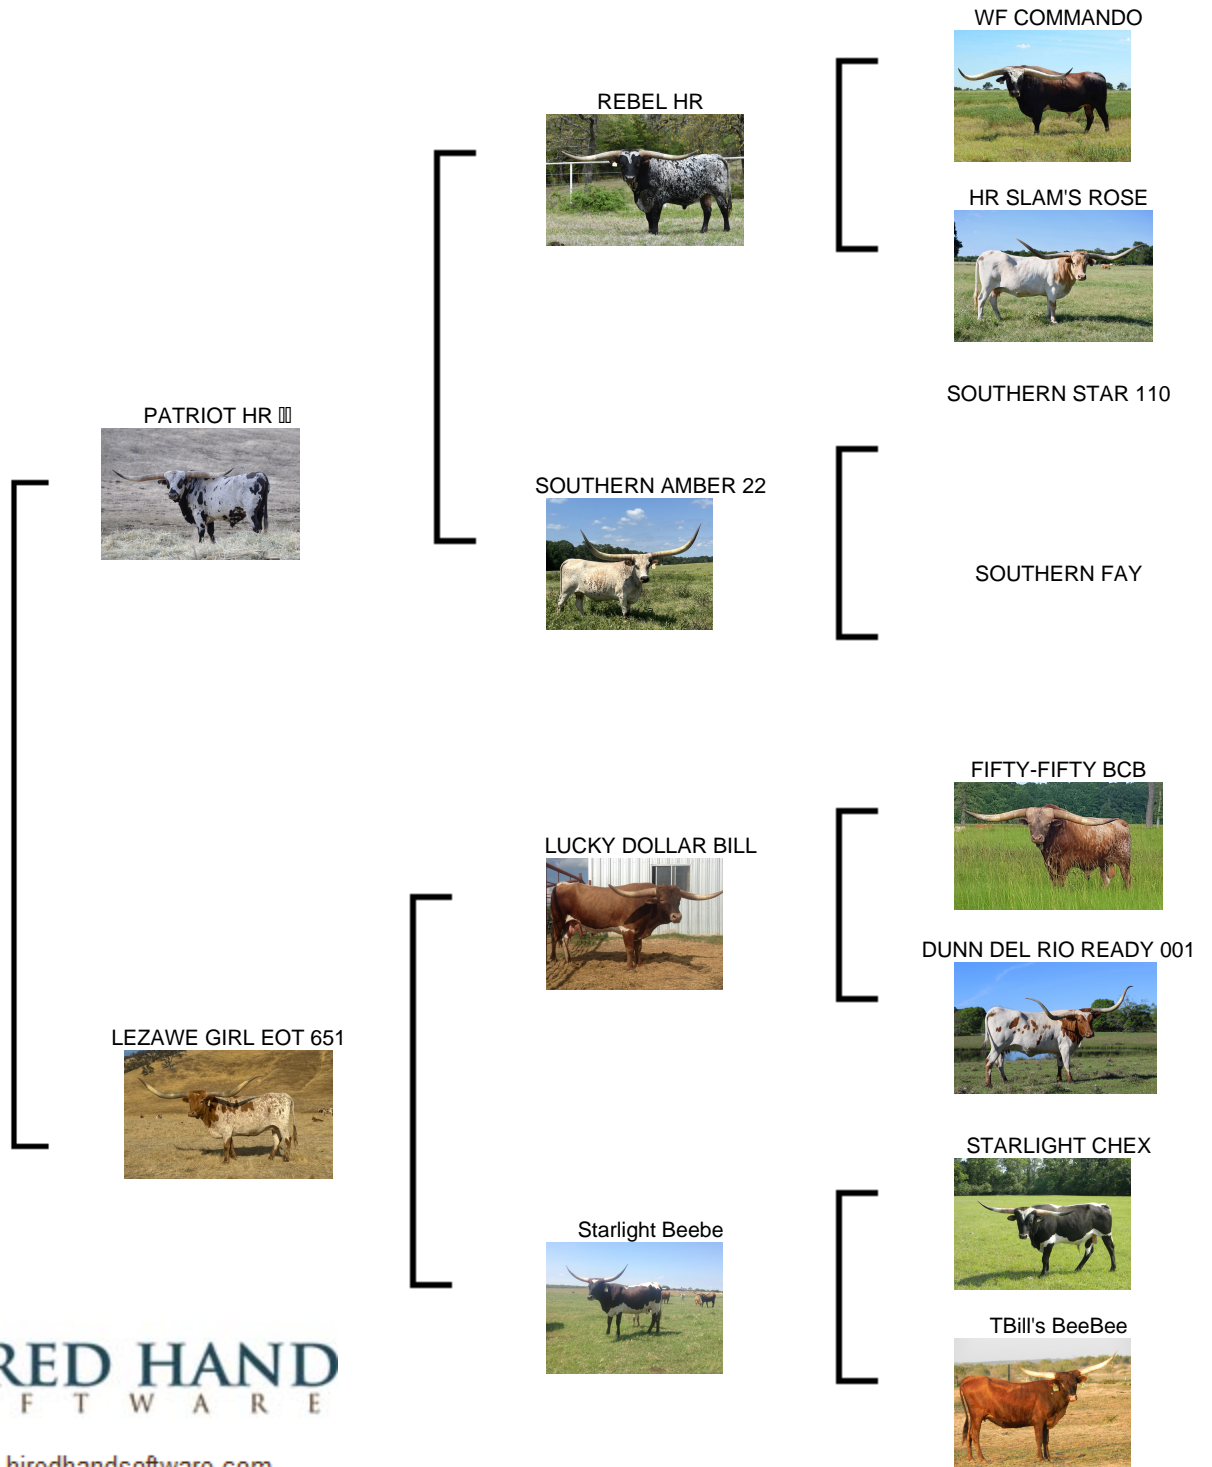 WF COMMANDO
REBEL HR
HR SLAM'S ROSE
SOUTHERN STAR 110
PATRIOT HR
SOUTHERN AMBER 22
SOUTHERN FAY
FIFTY-FIFTY BCB
LUCKY DOLLAR BILL
DUNN DEL RIO READY 001
LEZAWE GIRL EOT 651
STARLIGHT CHEX
Starlight Beebe
TBill's BeeBee
RED HAND
F T W A R E
hiredhandsoftware.com